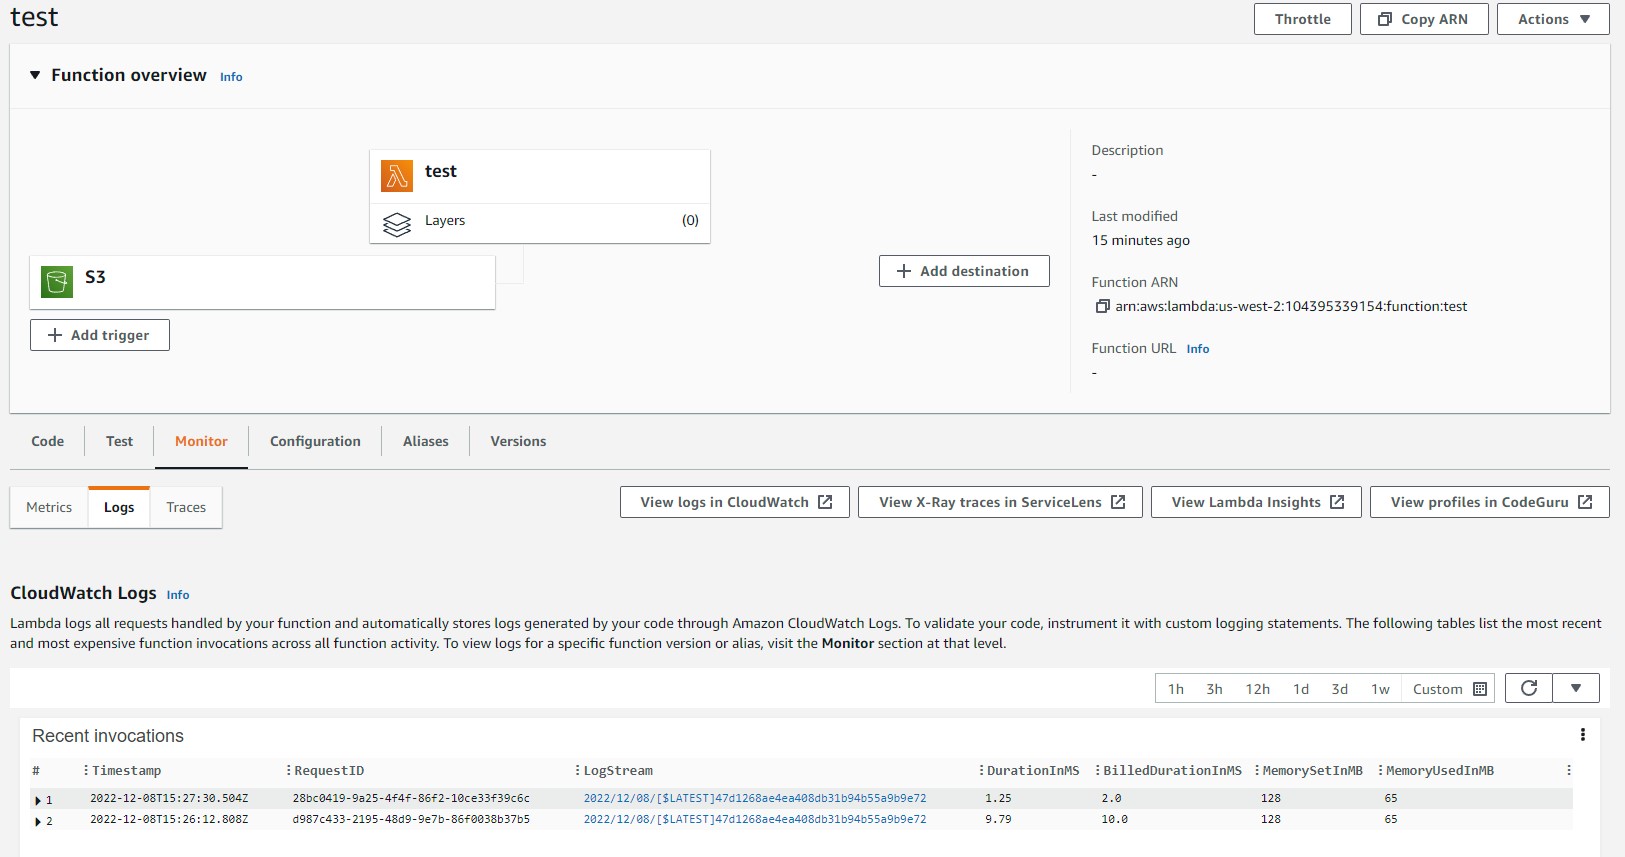 test
Throttle
Copy ARN
Actions
Function overview Info
test
Layers (0)
S3
Add trigger
Add destination
Description
-
Last modified
15 minutes ago
Function ARN
arn:aws:lambda:us-west-2:104395339154:function:test
Function URL Info
-
Code Test Monitor Configuration Aliases Versions
Metrics Logs Traces
View logs in CloudWatch
View X-Ray traces in ServiceLens
View Lambda Insights
View profiles in CodeGuru
CloudWatch Logs Info
Lambda logs all requests handled by your function and automatically stores logs generated by your code through Amazon CloudWatch Logs. To validate your code, instrument it with custom logging statements. The following tables list the most recent
and most expensive function invocations across all function activity. To view logs for a specific function version or alias, visit the Monitor section at that level.
1h 3h 12h 1d 3d 1w Custom
Recent invocations
# Timestamp RequestID LogStream DurationInMS BilledDurationInMS MemorySetInMB MemoryUsedInMB
1 2022-12-08T15:27:30.504Z 28bc0419-9a25-4f4f-86f2-10ce33f39c6c 2022/12/08/[$LATEST]47d1268ae4ea408db31b94b55a9b9e72 1.25 2.0 128 65
2 2022-12-08T15:26:12.808Z d987c433-2195-48d9-9e7b-86f0038b37b5 2022/12/08/[$LATEST]47d1268ae4ea408db31b94b55a9b9e72 9.79 10.0 128 65